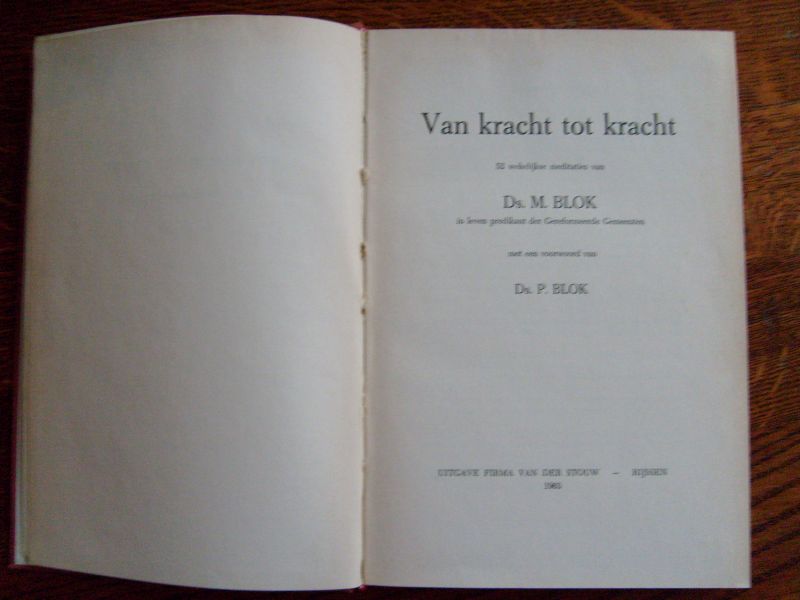 Van kracht tot kracht
52 wekelijkse meditaties van
Ds. M. BLOK
in leven predikant der Gereformeerde Gemeenten
met een voorwoord van
Ds. P. BLOK
UITGAVE FIRMA VAN DER STOUW — RIJSSEN